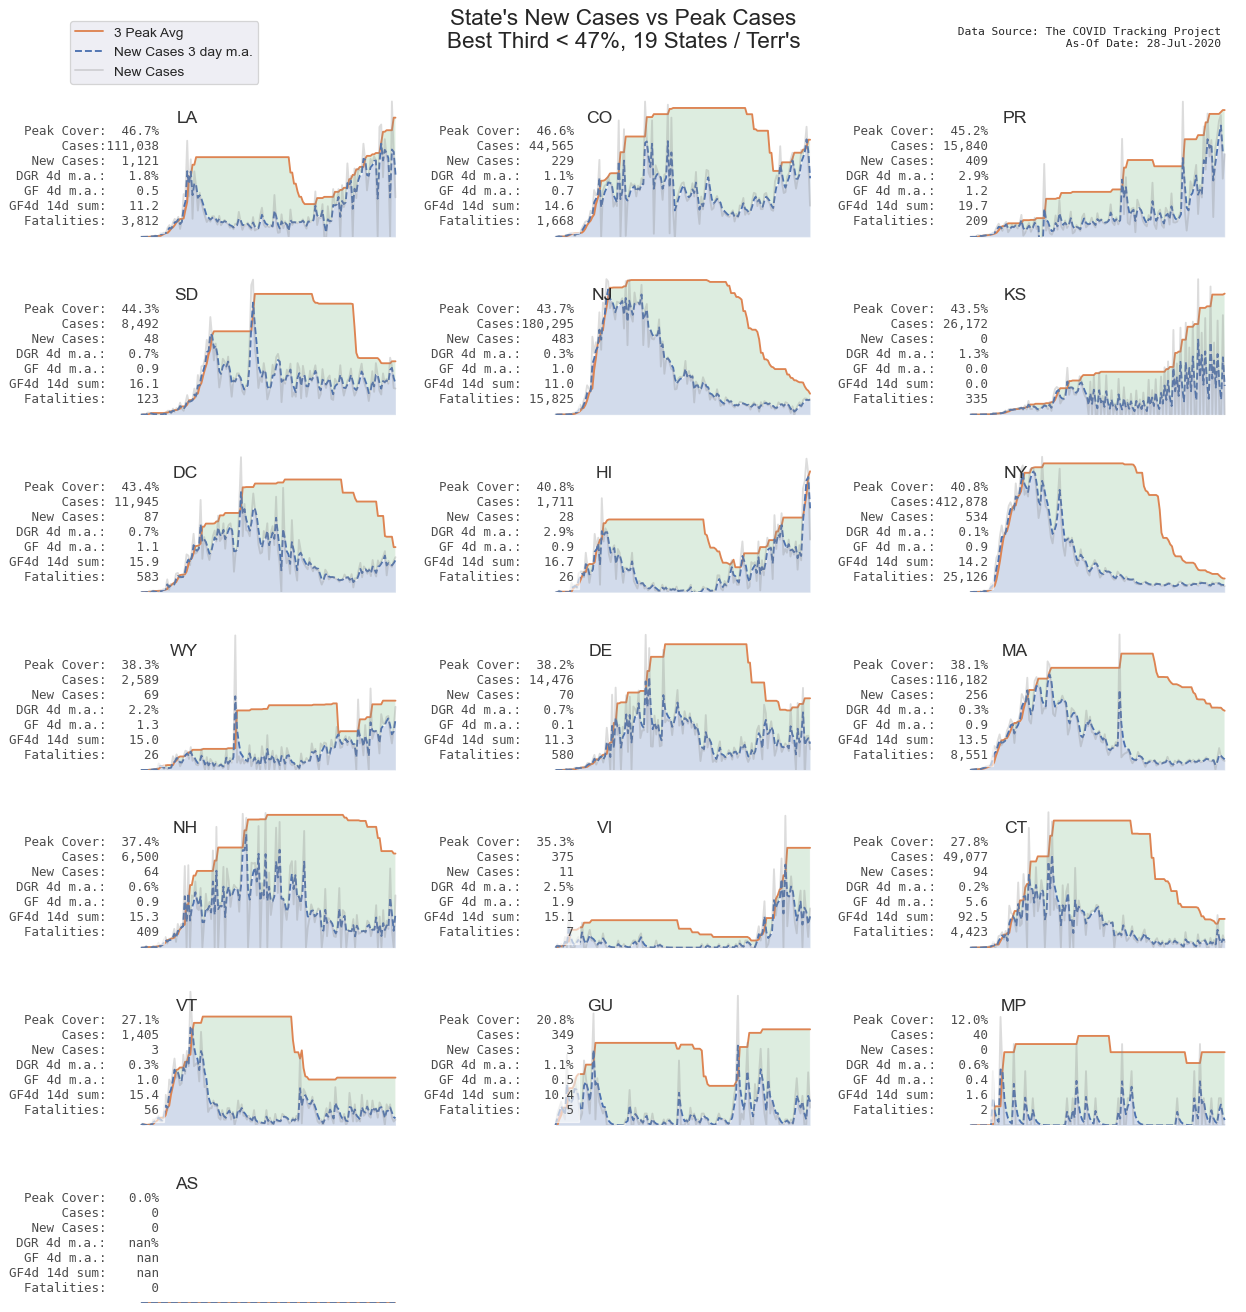 State's New Cases vs Peak Cases
Best Third < 47%, 19 States / Terr's
3 Peak Avg
New Cases 3 day m.a.
New Cases
Data Source: The COVID Tracking Project
As-Of Date: 28-Jul-2020
LA
Peak Cover: 46.7%
Cases:111,038
New Cases: 1,121
DGR 4d m.a.: 1.8%
GF 4d m.a.: 0.5
GF4d 14d sum: 11.2
Fatalities: 3,812
CO
Peak Cover: 46.6%
Cases: 44,565
New Cases: 229
DGR 4d m.a.: 1.1%
GF 4d m.a.: 0.7
GF4d 14d sum: 14.6
Fatalities: 1,668
PR
Peak Cover: 45.2%
Cases: 15,840
New Cases: 409
DGR 4d m.a.: 2.9%
GF 4d m.a.: 1.2
GF4d 14d sum: 19.7
Fatalities: 209
SD
Peak Cover: 44.3%
Cases: 8,492
New Cases: 48
DGR 4d m.a.: 0.7%
GF 4d m.a.: 0.9
GF4d 14d sum: 16.1
Fatalities: 123
NJ
Peak Cover: 43.7%
Cases:180,295
New Cases: 483
DGR 4d m.a.: 0.3%
GF 4d m.a.: 1.0
GF4d 14d sum: 11.0
Fatalities: 15,825
KS
Peak Cover: 43.5%
Cases: 26,172
New Cases: 0
DGR 4d m.a.: 1.3%
GF 4d m.a.: 0.0
GF4d 14d sum: 0.0
Fatalities: 335
DC
Peak Cover: 43.4%
Cases: 11,945
New Cases: 87
DGR 4d m.a.: 0.7%
GF 4d m.a.: 1.1
GF4d 14d sum: 15.9
Fatalities: 583
HI
Peak Cover: 40.8%
Cases: 1,711
New Cases: 28
DGR 4d m.a.: 2.9%
GF 4d m.a.: 0.9
GF4d 14d sum: 16.7
Fatalities: 26
NY
Peak Cover: 40.8%
Cases:412,878
New Cases: 534
DGR 4d m.a.: 0.1%
GF 4d m.a.: 0.9
GF4d 14d sum: 14.2
Fatalities: 25,126
WY
Peak Cover: 38.3%
Cases: 2,589
New Cases: 69
DGR 4d m.a.: 2.2%
GF 4d m.a.: 1.3
GF4d 14d sum: 15.0
Fatalities: 26
DE
Peak Cover: 38.2%
Cases: 14,476
New Cases: 70
DGR 4d m.a.: 0.7%
GF 4d m.a.: 0.1
GF4d 14d sum: 11.3
Fatalities: 580
MA
Peak Cover: 38.1%
Cases:116,182
New Cases: 256
DGR 4d m.a.: 0.3%
GF 4d m.a.: 0.9
GF4d 14d sum: 13.5
Fatalities: 8,551
NH
Peak Cover: 37.4%
Cases: 6,500
New Cases: 64
DGR 4d m.a.: 0.6%
GF 4d m.a.: 0.9
GF4d 14d sum: 15.3
Fatalities: 409
VI
Peak Cover: 35.3%
Cases: 375
New Cases: 11
DGR 4d m.a.: 2.5%
GF 4d m.a.: 1.9
GF4d 14d sum: 15.1
Fatalities: 7
CT
Peak Cover: 27.8%
Cases: 49,077
New Cases: 94
DGR 4d m.a.: 0.2%
GF 4d m.a.: 5.6
GF4d 14d sum: 92.5
Fatalities: 4,423
VT
Peak Cover: 27.1%
Cases: 1,405
New Cases: 3
DGR 4d m.a.: 0.3%
GF 4d m.a.: 1.0
GF4d 14d sum: 15.4
Fatalities: 56
GU
Peak Cover: 20.8%
Cases: 349
New Cases: 3
DGR 4d m.a.: 1.1%
GF 4d m.a.: 0.5
GF4d 14d sum: 10.4
Fatalities: 5
MP
Peak Cover: 12.0%
Cases: 40
New Cases: 0
DGR 4d m.a.: 0.6%
GF 4d m.a.: 0.4
GF4d 14d sum: 1.6
Fatalities: 2
AS
Peak Cover: 0.0%
Cases: 0
New Cases: 0
DGR 4d m.a.: nan%
GF 4d m.a.: nan
GF4d 14d sum: nan
Fatalities: 0